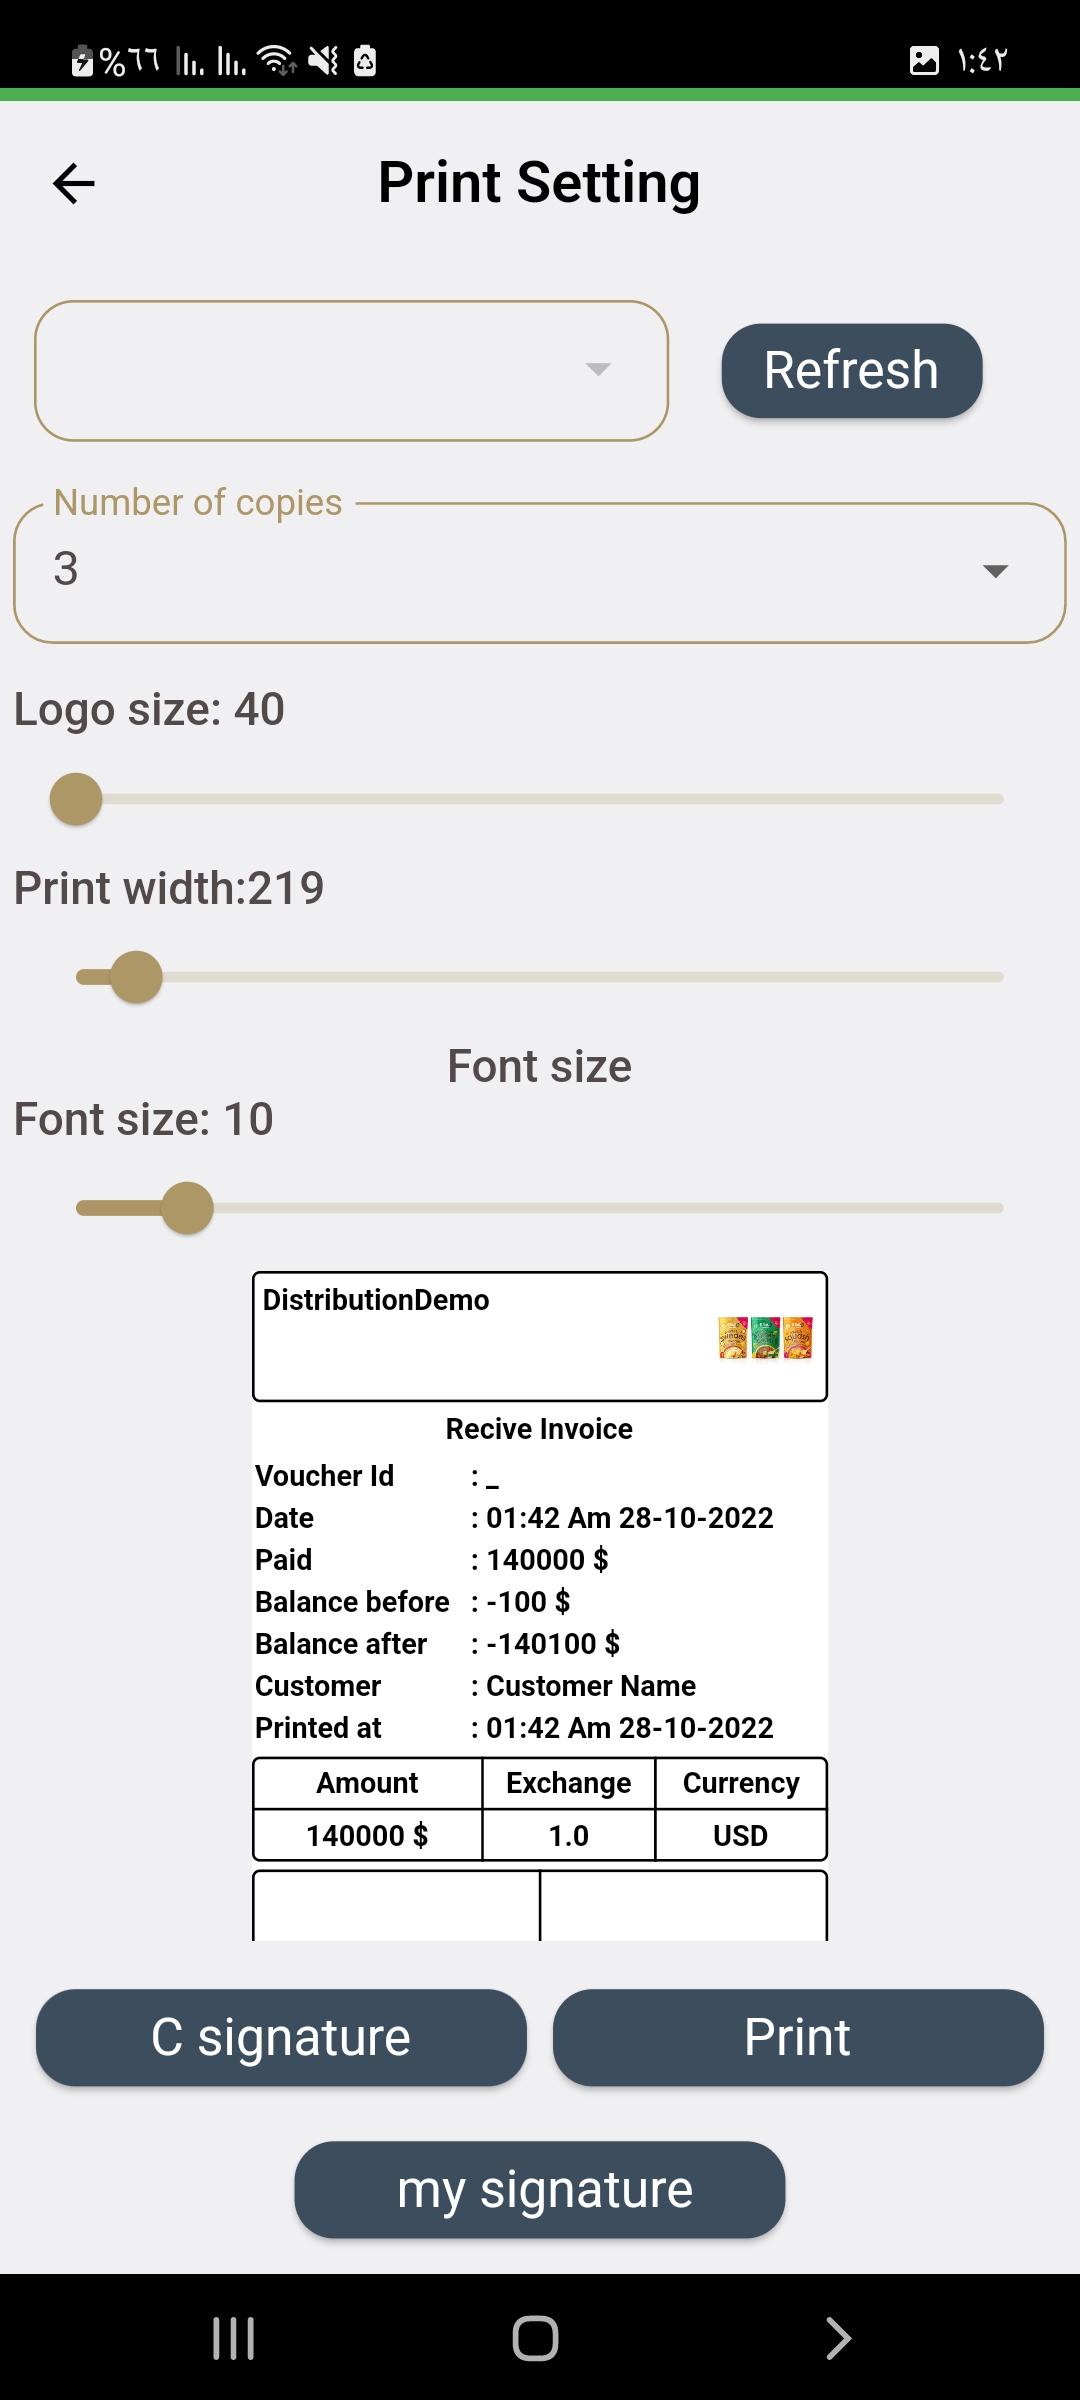 %٦٦ ١:٤٢
Print Setting
Refresh
Number of copies
3
Logo size: 40
Print width:219
Font size
Font size: 10
DistributionDemo
Recive Invoice
Voucher Id : _
Date : 01:42 Am 28-10-2022
Paid : 140000 $
Balance before : -100 $
Balance after : -140100 $
Customer : Customer Name
Printed at : 01:42 Am 28-10-2022
Amount Exchange Currency
140000 $ 1.0 USD
C signature Print
my signature